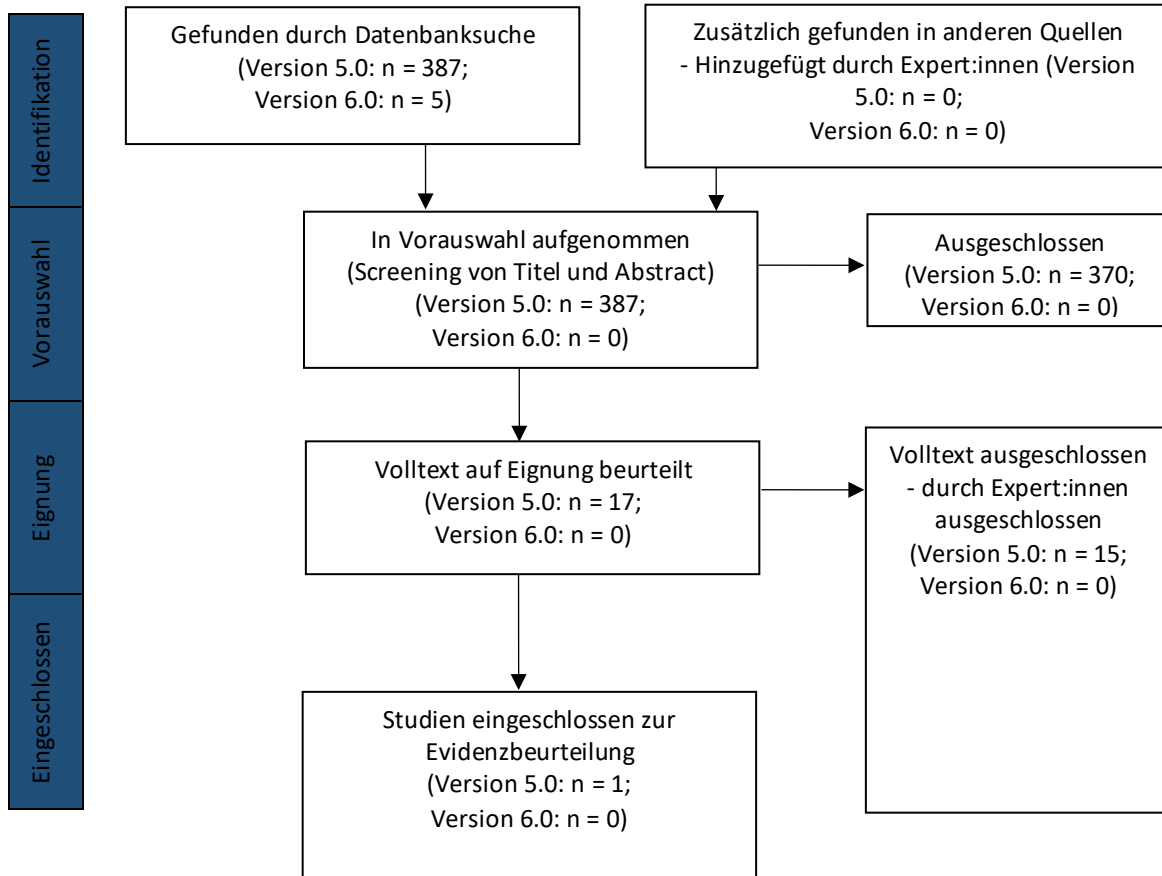 Identifikation
Gefunden durch Datenbanksuche
(Version 5.0: n = 387;
Version 6.0: n = 5)
Zusätzlich gefunden in anderen Quellen
- Hinzugefügt durch Expert:innen (Version
5.0: n = 0;
Version 6.0: n = 0)
Vorauswahl
In Vorauswahl aufgenommen
(Screening von Titel und Abstract)
(Version 5.0: n = 387;
Version 6.0: n = 0)
Ausgeschlossen
(Version 5.0: n = 370;
Version 6.0: n = 0)
Eignung
Volltext auf Eignung beurteilt
(Version 5.0: n = 17;
Version 6.0: n = 0)
Volltext ausgeschlossen
- durch Expert:innen
ausgeschlossen
(Version 5.0: n = 15;
Version 6.0: n = 0)
Eingeschlossen
Studien eingeschlossen zur
Evidenzbeurteilung
(Version 5.0: n = 1;
Version 6.0: n = 0)